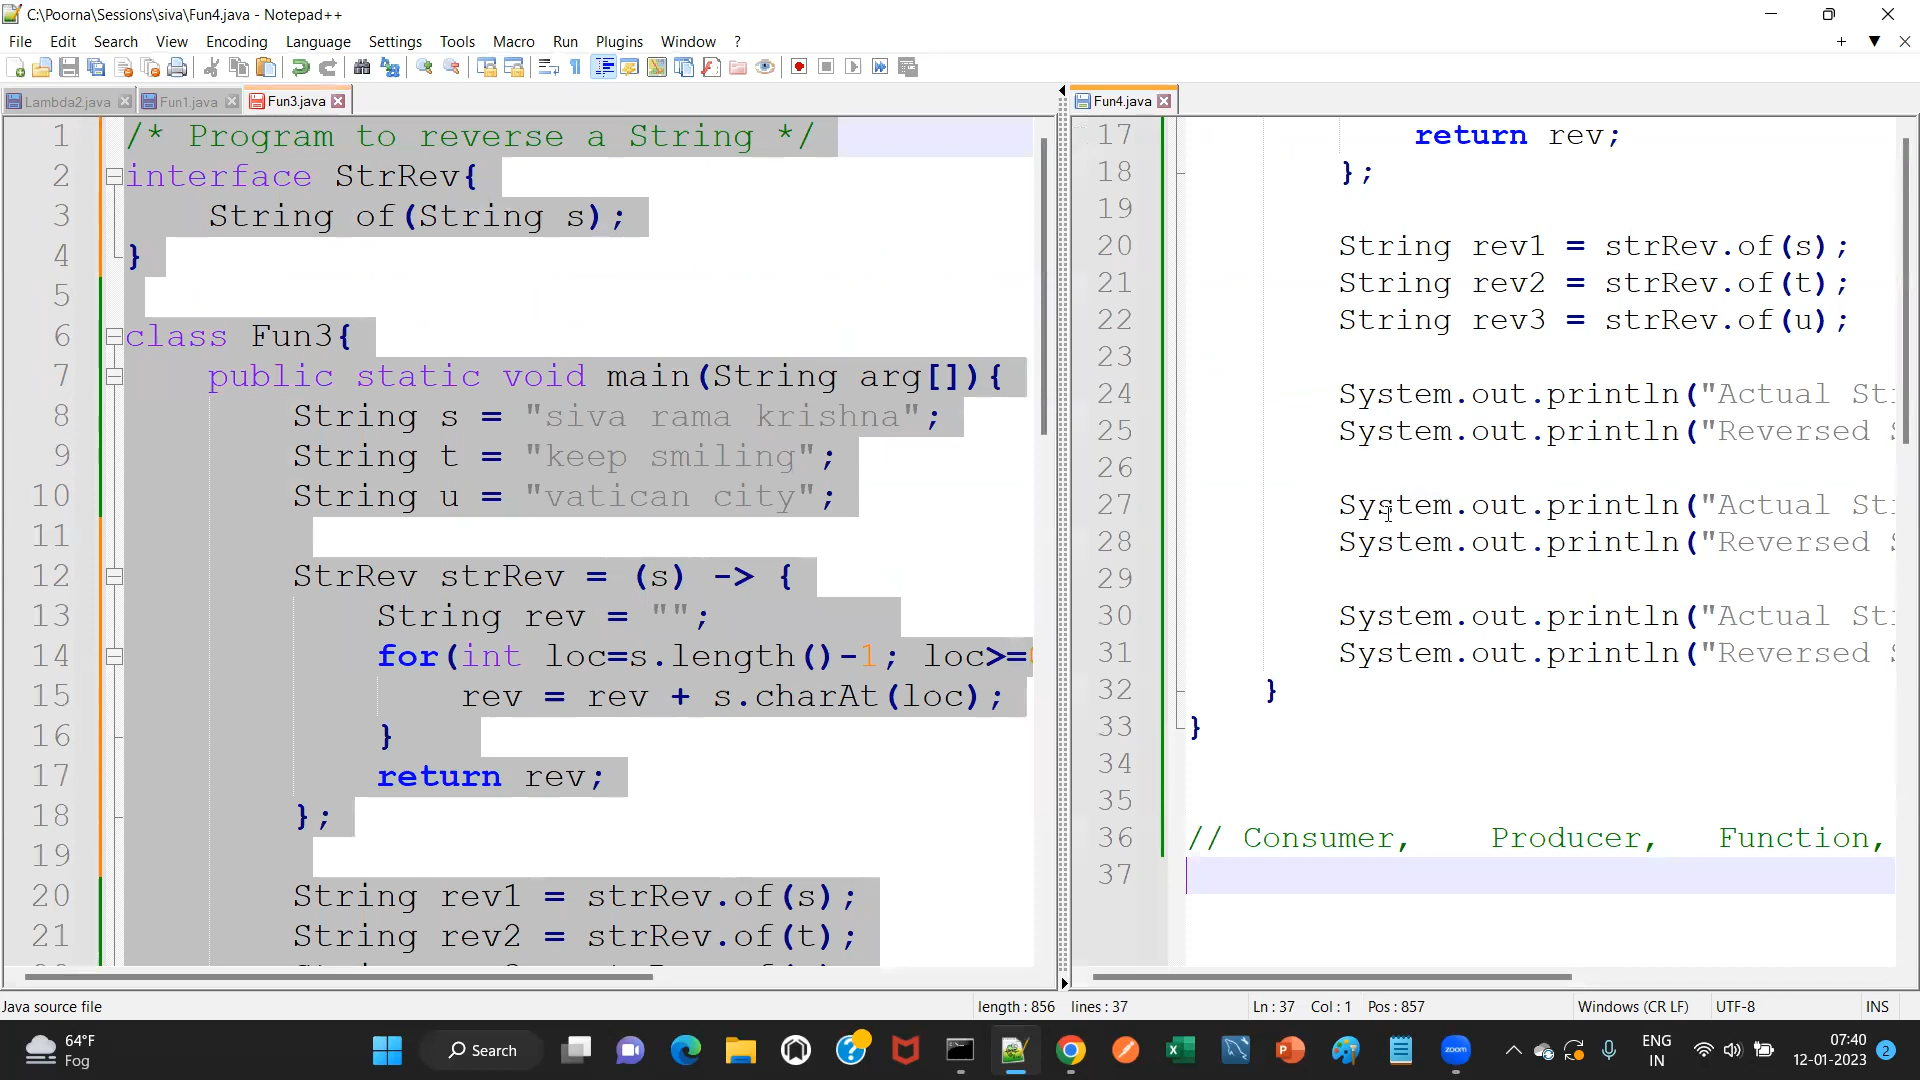 C:\Poorna\Sessions\siva\Fun4.java - Notepad++
File Edit Search View Encoding Language Settings Tools Macro Run Plugins Window ?
Lambda2.java Fun1.java Fun3.java
1 /* Program to reverse a String */
2 interface StrRev{
3 String of(String s);
4 }
5
6 class Fun3{
7 public static void main(String arg[]){
8 String s = "siva rama krishna";
9 String t = "keep smiling";
10 String u = "vatican city";
11
12 StrRev strRev = (s) -> {
13 String rev = "";
14 for(int loc=s.length()-1; loc>=
15 rev = rev + s.charAt(loc);
16 }
17 return rev;
18 };
19
20 String rev1 = strRev.of(s);
21 String rev2 = strRev.of(t);
Fun4.java
17 return rev;
18 };
19
20 String rev1 = strRev.of(s);
21 String rev2 = strRev.of(t);
22 String rev3 = strRev.of(u);
23
24 System.out.println("Actual St
25 System.out.println("Reversed
26
27 System.out.println("Actual St
28 System.out.println("Reversed
29
30 System.out.println("Actual St
31 System.out.println("Reversed
32 }
33 }
34
35
36 // Consumer, Producer, Function,
37
Java source file length : 856 lines : 37 Ln : 37 Col : 1 Pos : 857 Windows (CR LF) UTF-8 INS
64°F
Fog
Search
zoom
ENG
IN
07:40
12-01-2023
2